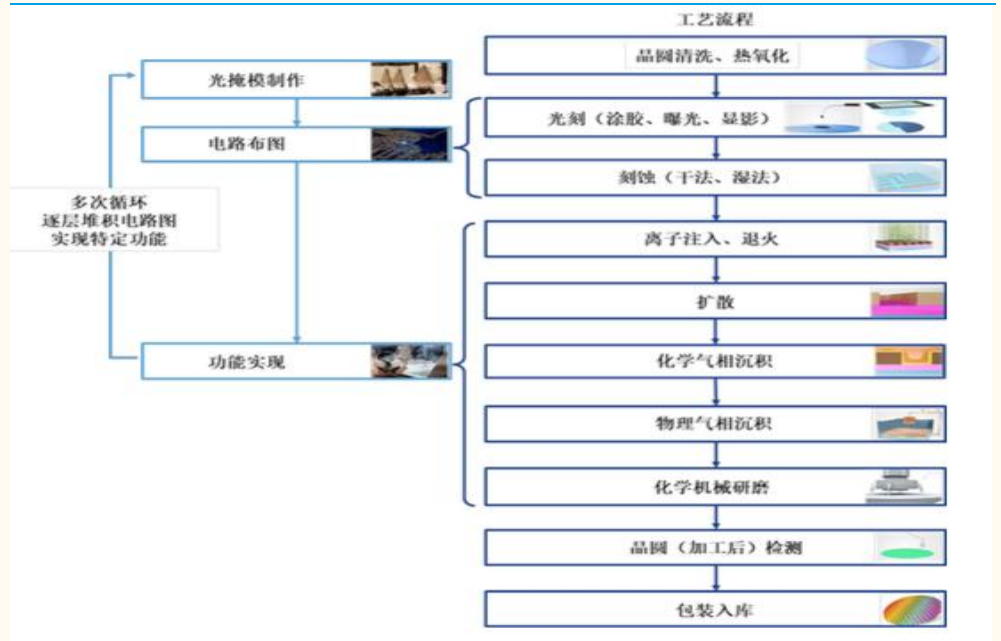 工艺流程
晶圆清洗、热氧化
光掩模制作
光刻（涂胶、曝光、显影）
电路布图
刻蚀（干法、湿法）
多次循环
逐层堆积电路图
实现特定功能
离子注入、退火
扩散
功能实现
化学气相沉积
物理气相沉积
化学机械研磨
晶圆（加工后）检测
包装入库